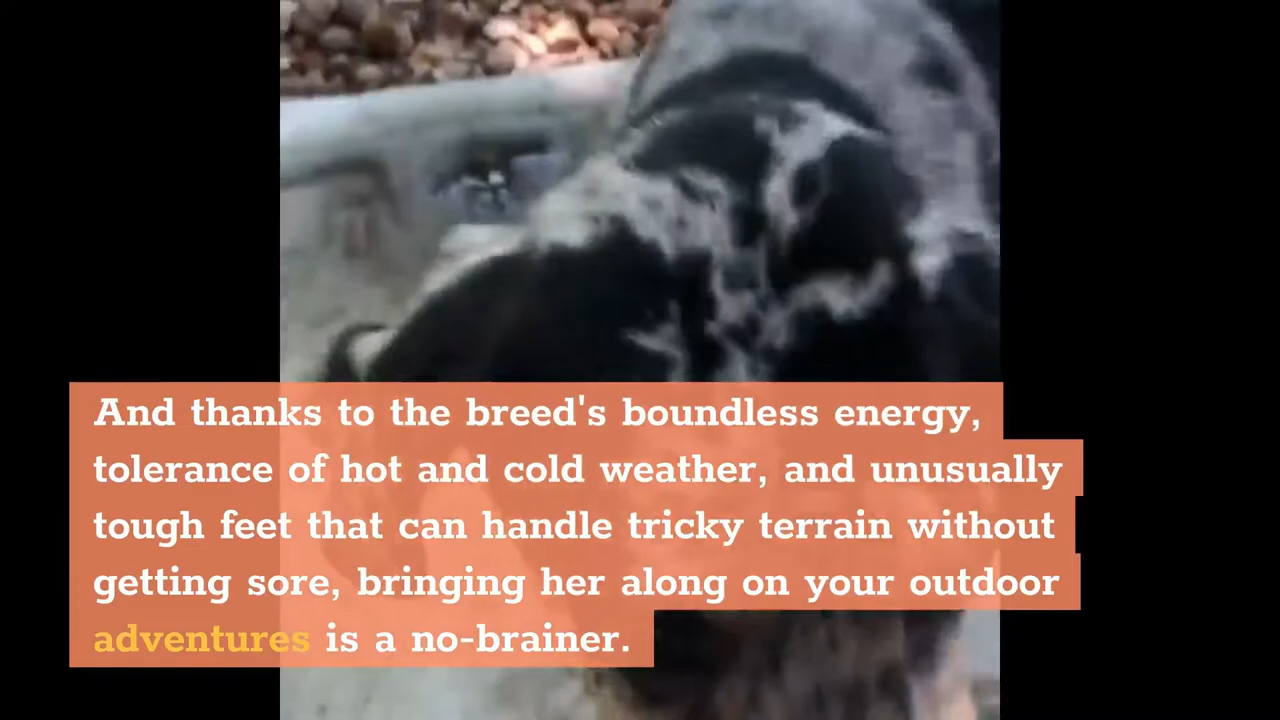 And thanks to the breed's boundless energy,
tolerance of hot and cold weather, and unusually
tough feet that can handle tricky terrain without
getting sore, bringing her along on your outdoor
adventures is a no-brainer.